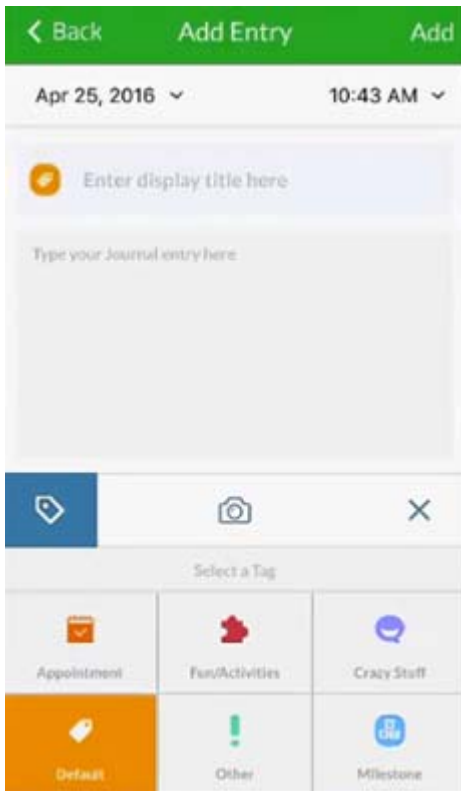 Back Add Entry Add
Apr 25, 2016 10:43 AM
Enter display title here
Type your Journal entry here
Select a Tag
Appointment Fun/Activities Crazy Stuff
Default Other Milestone